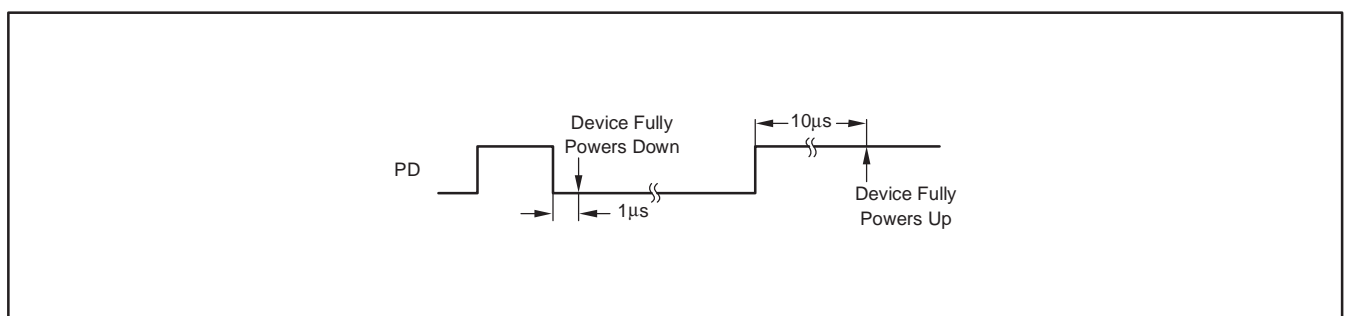 Device Fully
Powers Down
PD
1μs
10μs
Device Fully
Powers Up